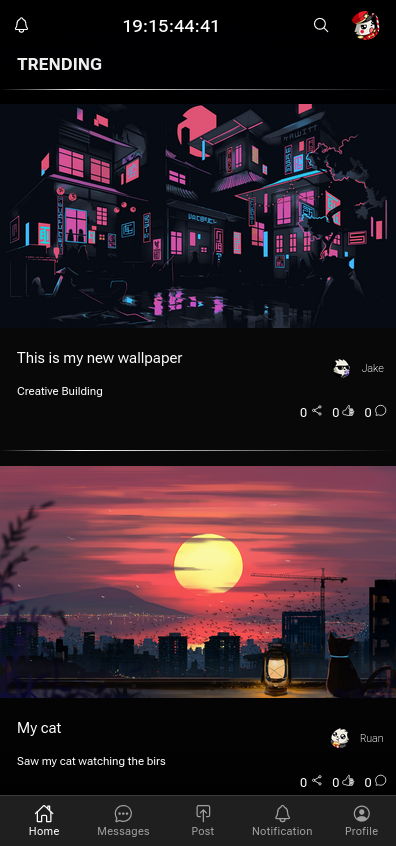 19:15:44:41
TRENDING
This is my new wallpaper
Jake
Creative Building
0 0 0
My cat
Ruan
Saw my cat watching the birs
0 0 0
Home Messages Post Notification Profile